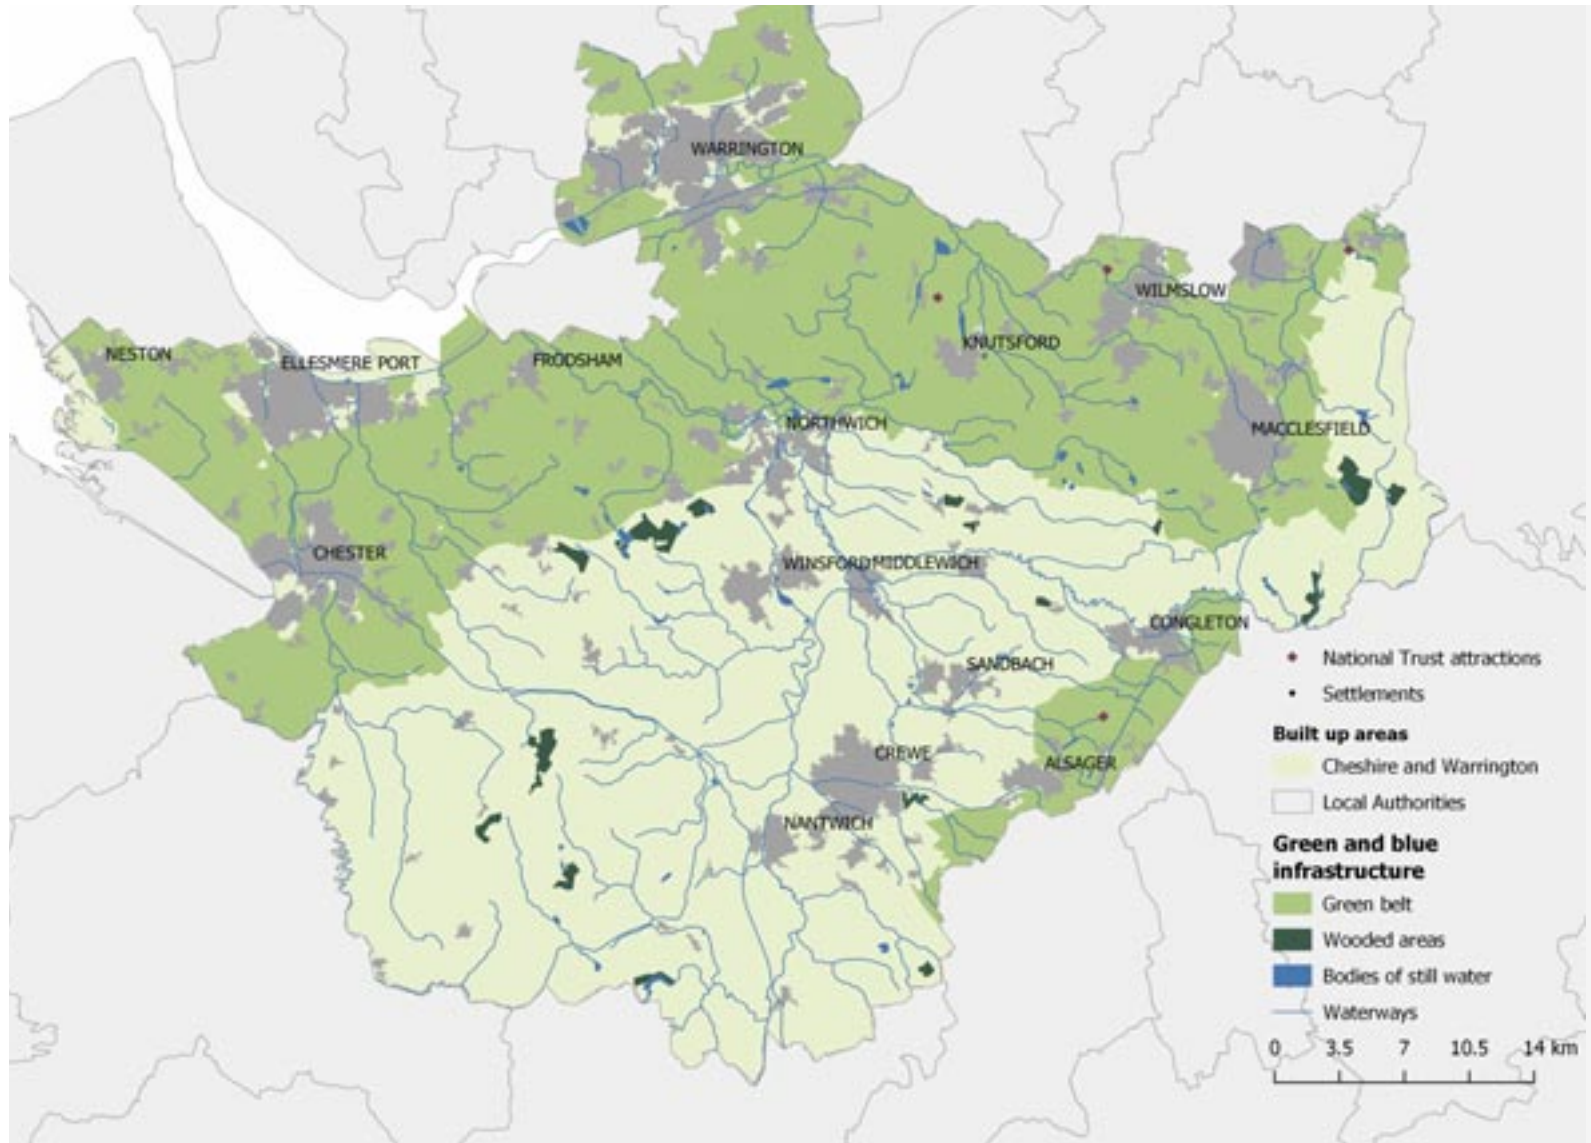 WARRINGTON
WILMSLOW
KNUTSFORD
NESTON
ELLESMERE PORT
FRODSHAM
NORTHWICH
MACCLESFIELD
CHESTER
WINSFORD
MIDDLEWICH
CONGLETON
SANDBACH
CREWE
ALSAGER
NANTWICH
National Trust attractions
Settlements
Built up areas
Cheshire and Warrington
Local Authorities
Green and blue
infrastructure
Green belt
Wooded areas
Bodies of still water
Waterways
0 3.5 7 10.5 14 km